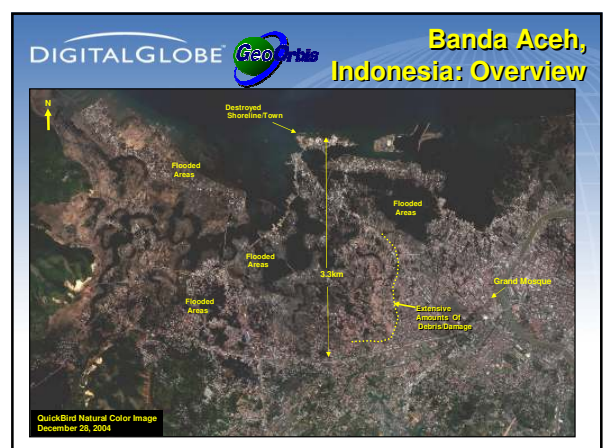 DIGITALGLOBE
GeoOrbis
Banda Aceh,
Indonesia: Overview
N
Destroyed
Shoreline/Town
Flooded
Areas
Flooded
Areas
Flooded
Areas
3.3km
Grand Mosque
Flooded
Areas
Extensive
Amounts Of
Debris/Damage
QuickBird Natural Color Image
December 28, 2004